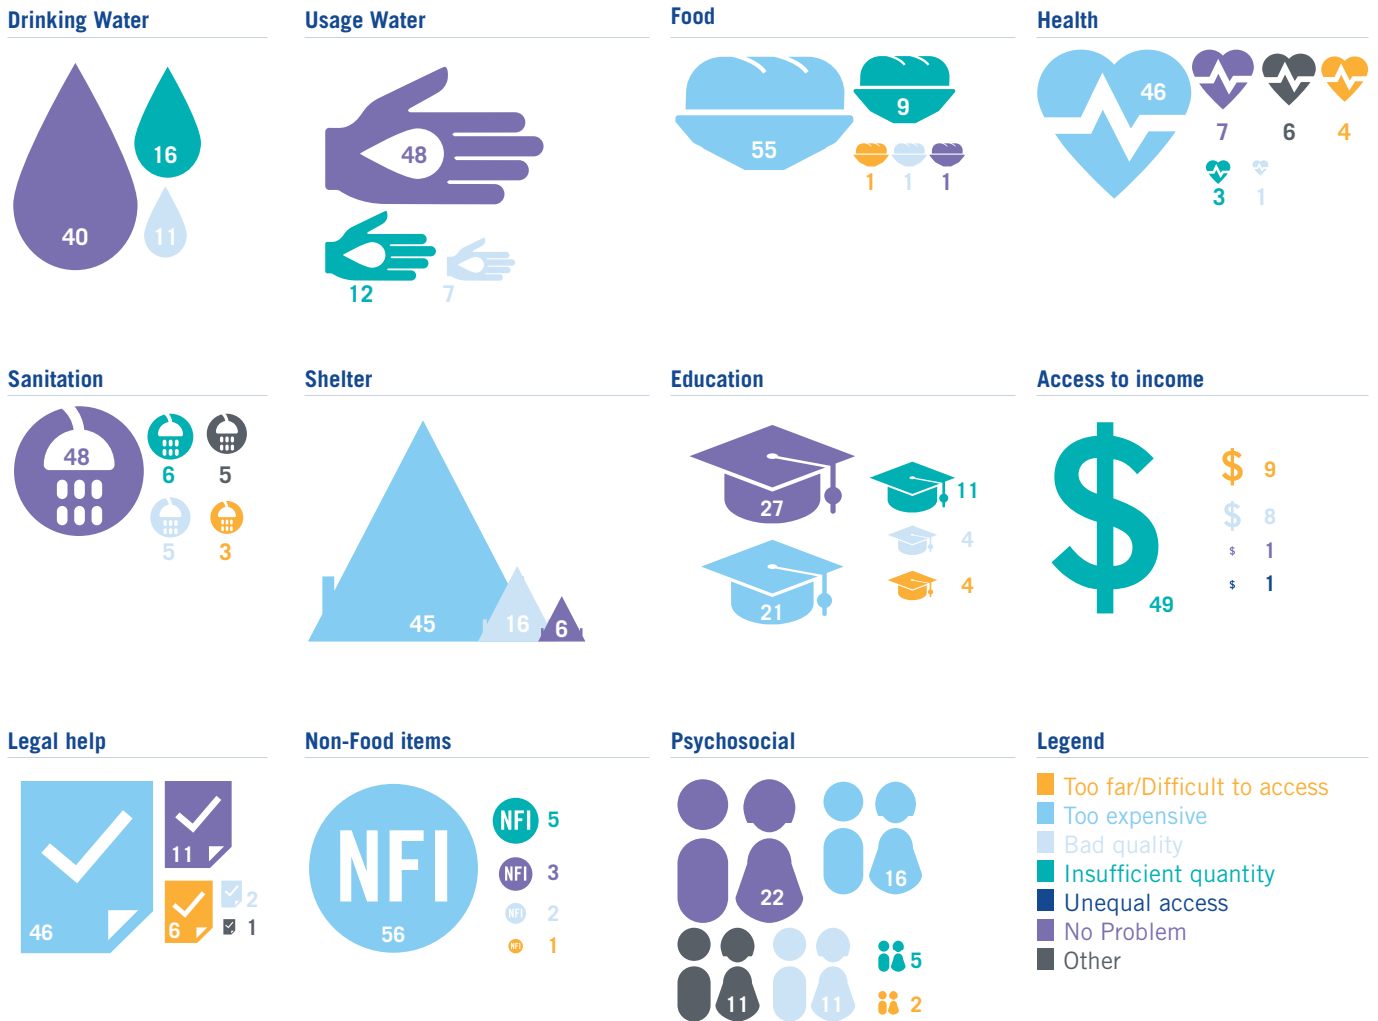 Drinking Water
40
16
11
Usage Water
48
12
7
Food
55
9
1
1
1
Health
46
7
6
4
3
1
Sanitation
48
6
5
5
3
Shelter
45
16
6
Education
27
11
21
4
4
Access to income
$
49
$ 9
$ 8
$ 1
$ 1
Legal help
46
11
6
2
1
Non-Food items
NFI
56
NFI 5
NFI 3
NFI 2
NFI 1
Psychosocial
22
16
11
11
5
2
Legend
Too far/Difficult to access
Too expensive
Bad quality
Insufficient quantity
Unequal access
No Problem
Other